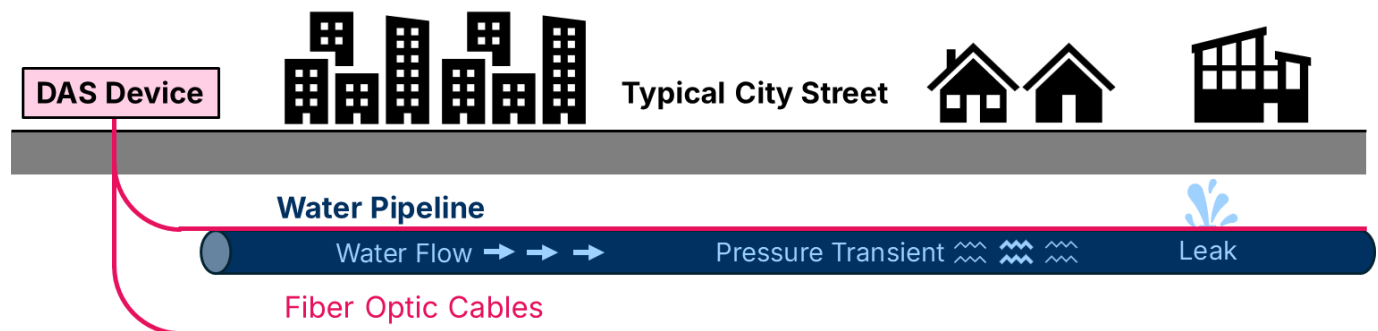 DAS Device
Typical City Street
Water Pipeline
Water Flow
Pressure Transient
Leak
Fiber Optic Cables